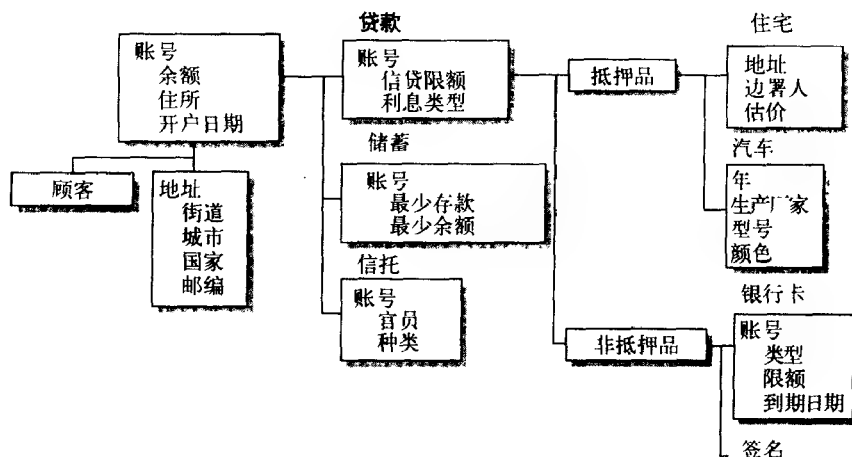 账号
余额
住所
开户日期
顾客
地址
街道
城市
国家
邮编
贷款
账号
信贷限额
利息类型
储蓄
账号
最少存款
最少余额
信托
账号
官员
种类
抵押品
非抵押品
住宅
地址
边署人
估价
汽车
年
生产厂家
型号
颜色
银行卡
账号
类型
限额
到期日期
签名